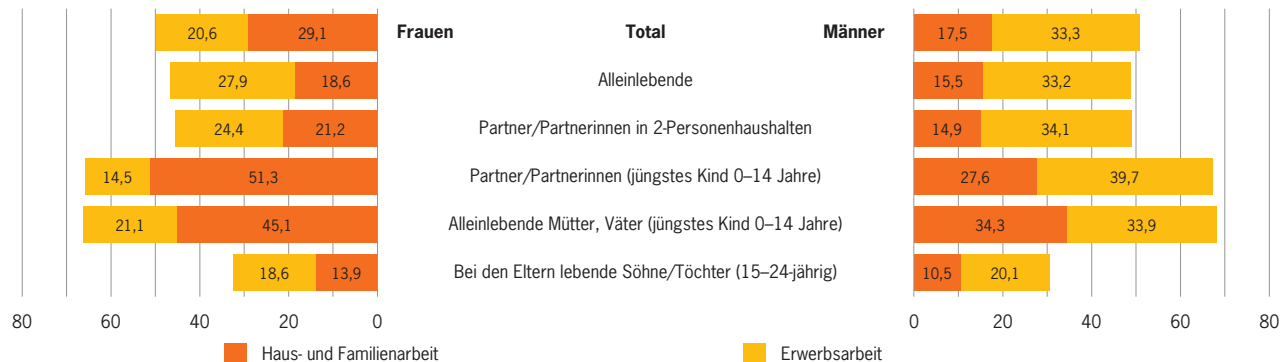 20,6 29,1 Frauen Total Männer 17,5 33,3
27,9 18,6 Alleinlebende 15,5 33,2
24,4 21,2 Partner/Partnerinnen in 2-Personenhaushalten 14,9 34,1
14,5 51,3 Partner/Partnerinnen (jüngstes Kind 0–14 Jahre) 27,6 39,7
21,1 45,1 Alleinlebende Mütter, Väter (jüngstes Kind 0–14 Jahre) 34,3 33,9
18,6 13,9 Bei den Eltern lebende Söhne/Töchter (15–24-jährig) 10,5 20,1
80 60 40 20 0 0 20 40 60 80
Haus- und Familienarbeit Erwerbsarbeit